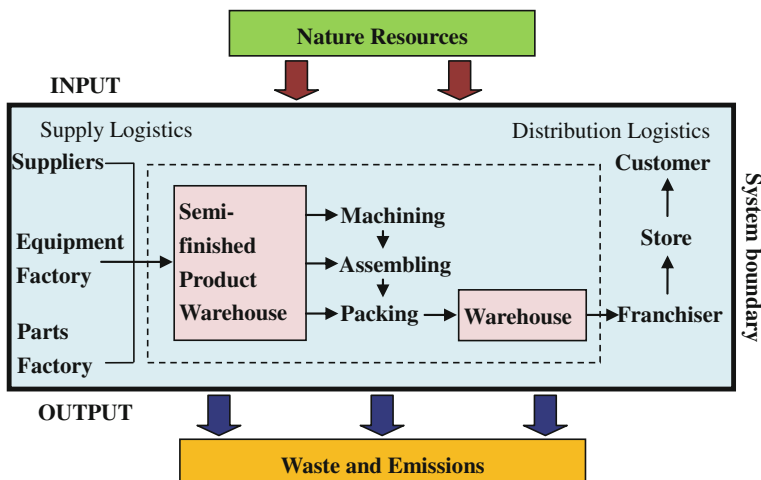 Nature Resources
INPUT
Supply Logistics
Distribution Logistics
Suppliers
Equipment
Factory
Parts
Factory
Semi-
finished
Product
Warehouse
Machining
Assembling
Packing
Warehouse
Customer
Store
Franchiser
System boundary
OUTPUT
Waste and Emissions